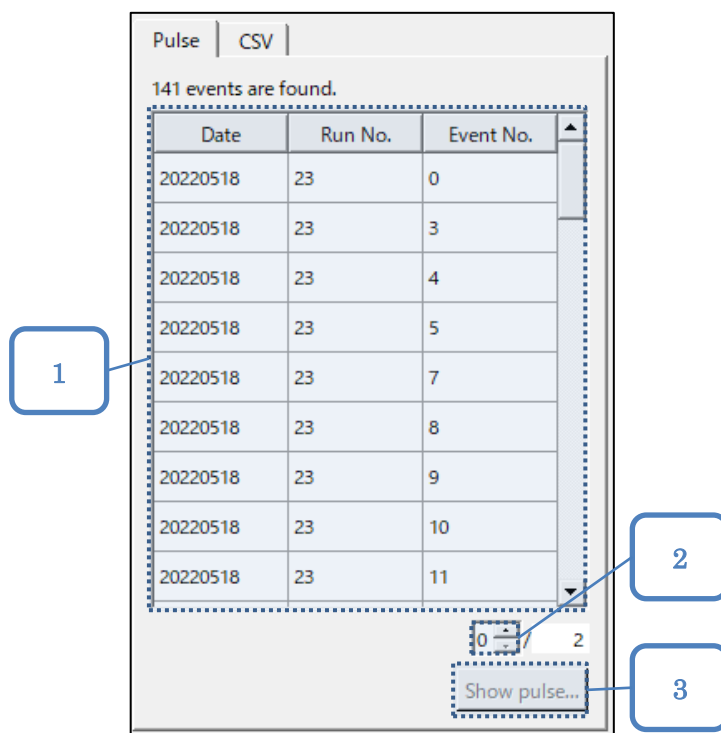 Pulse CSV
141 events are found.
Date Run No. Event No.
20220518 23 0
20220518 23 3
20220518 23 4
20220518 23 5
1
20220518 23 7
20220518 23 8
20220518 23 9
20220518 23 10
2
20220518 23 11
0 / 2
Show pulse...
3